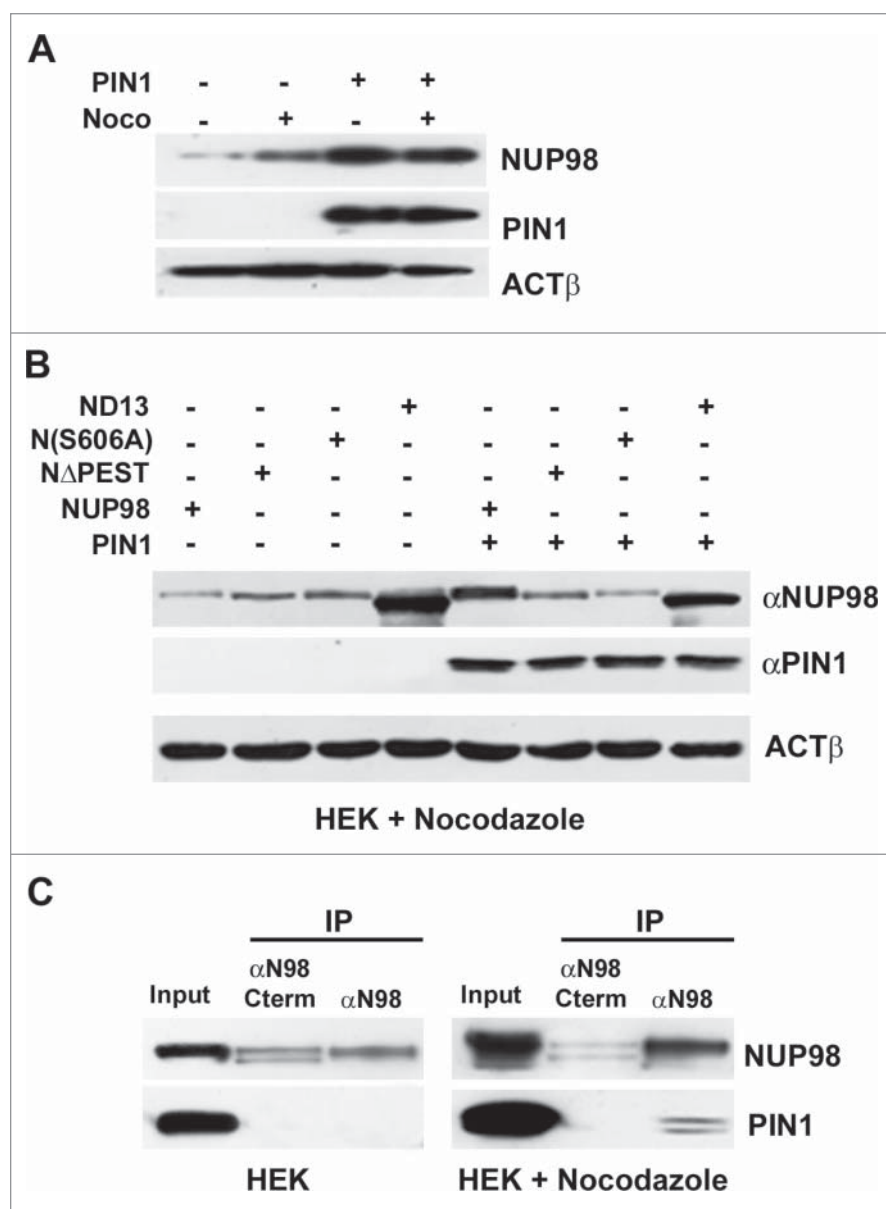 A
PIN1 - - + +
Noco - + - +
NUP98
PIN1
ACTβ
B
ND13 - - - + - - - +
N(S606A) - - + - - - + -
NΔPEST - + - - - + - -
NUP98 + - - - + - - -
PIN1 - - - - + + + +
αNUP98
αPIN1
ACTβ
HEK + Nocodazole
C
IP IP
αN98 αN98
Input Cterm αN98 Input Cterm αN98
NUP98
PIN1
HEK HEK + Nocodazole